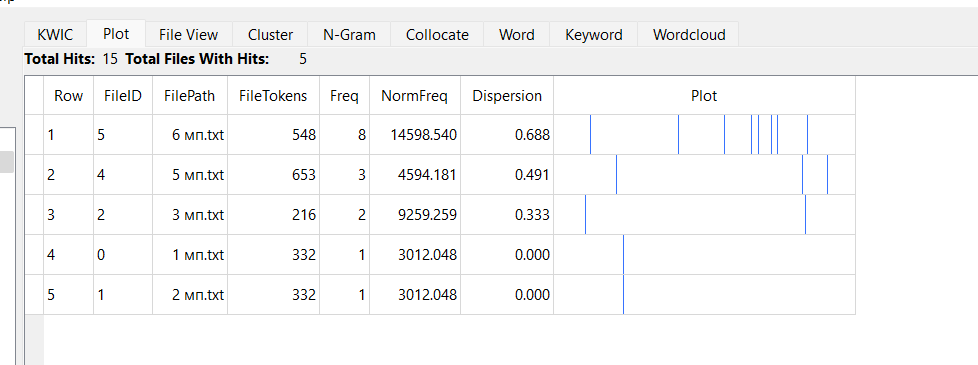 KWIC Plot File View Cluster N-Gram Collocate Word Keyword Wordcloud
Total Hits: 15 Total Files With Hits: 5
Row FileID FilePath FileTokens Freq NormFreq Dispersion Plot
1 5 6 мп.txt 548 8 14598.540 0.688
2 4 5 мп.txt 653 3 4594.181 0.491
3 2 3 мп.txt 216 2 9259.259 0.333
4 0 1 мп.txt 332 1 3012.048 0.000
5 1 2 мп.txt 332 1 3012.048 0.000